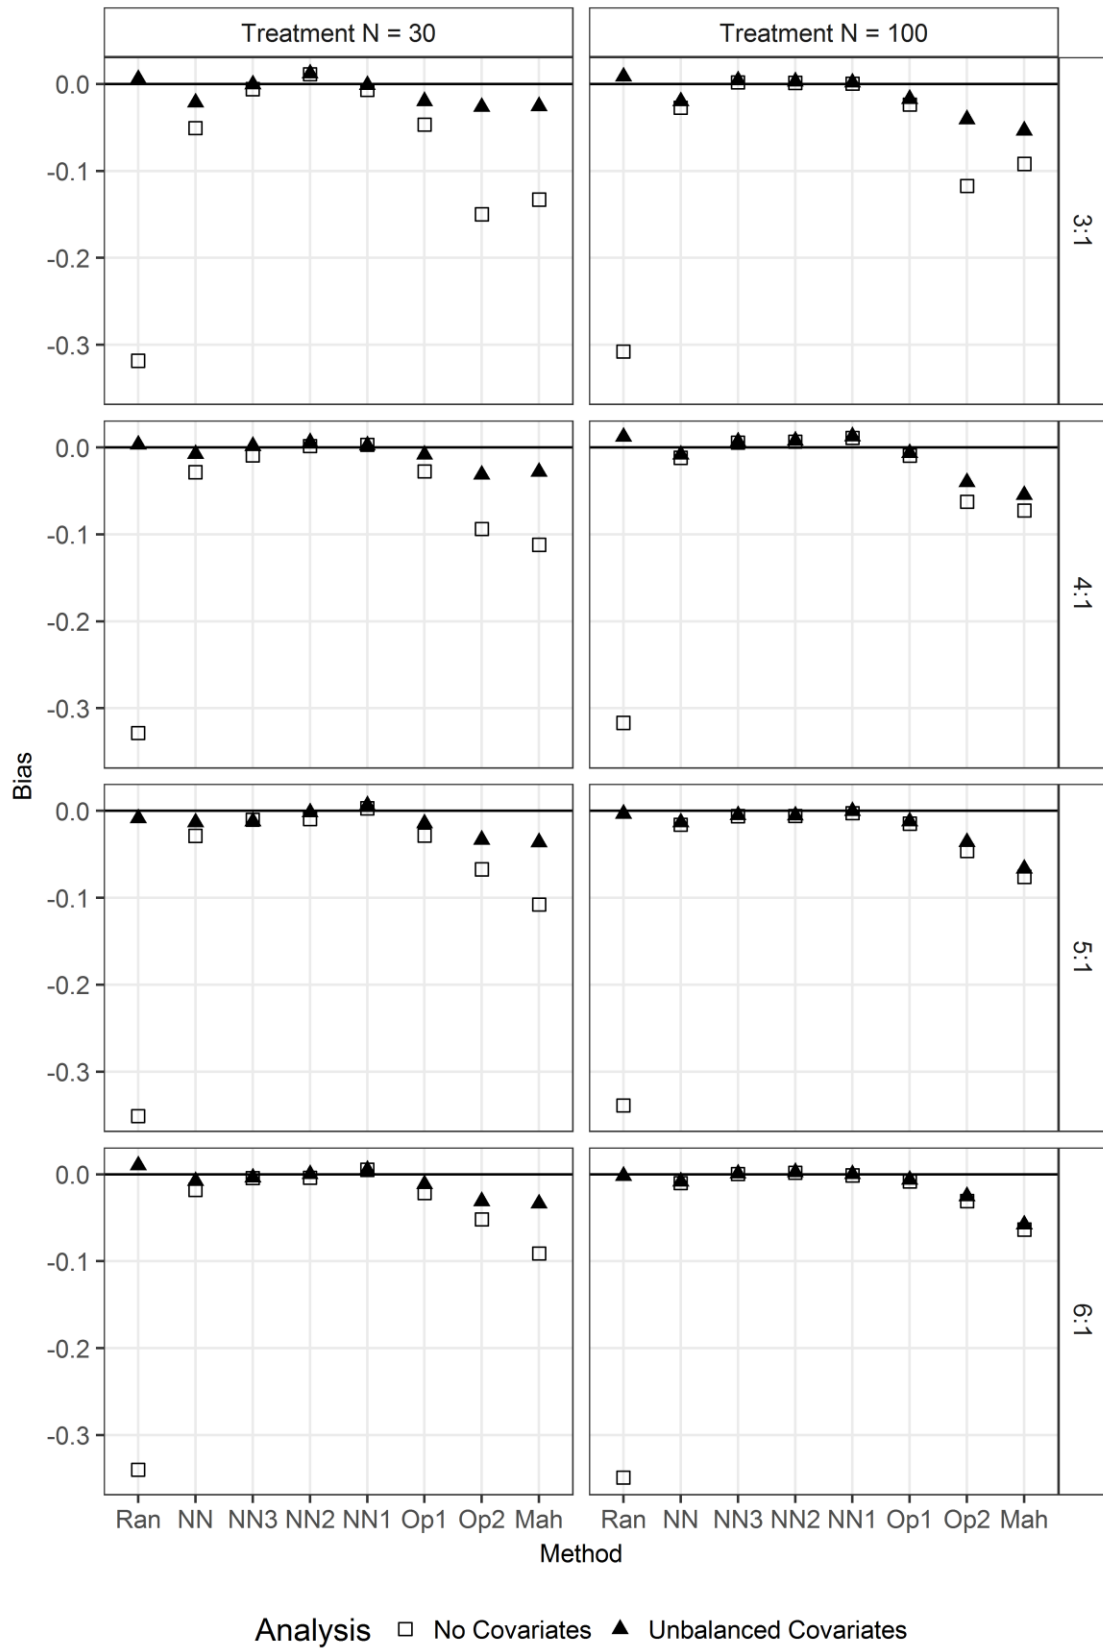 Treatment N = 30
Treatment N = 100
0.0
-0.1
-0.2
-0.3
3:1
0.0
-0.1
-0.2
-0.3
4:1
Bias
0.0
-0.1
-0.2
-0.3
5:1
0.0
-0.1
-0.2
-0.3
6:1
Ran NN NN3 NN2 NN1 Op1 Op2 Mah
Ran NN NN3 NN2 NN1 Op1 Op2 Mah
Method
Analysis No Covariates Unbalanced Covariates